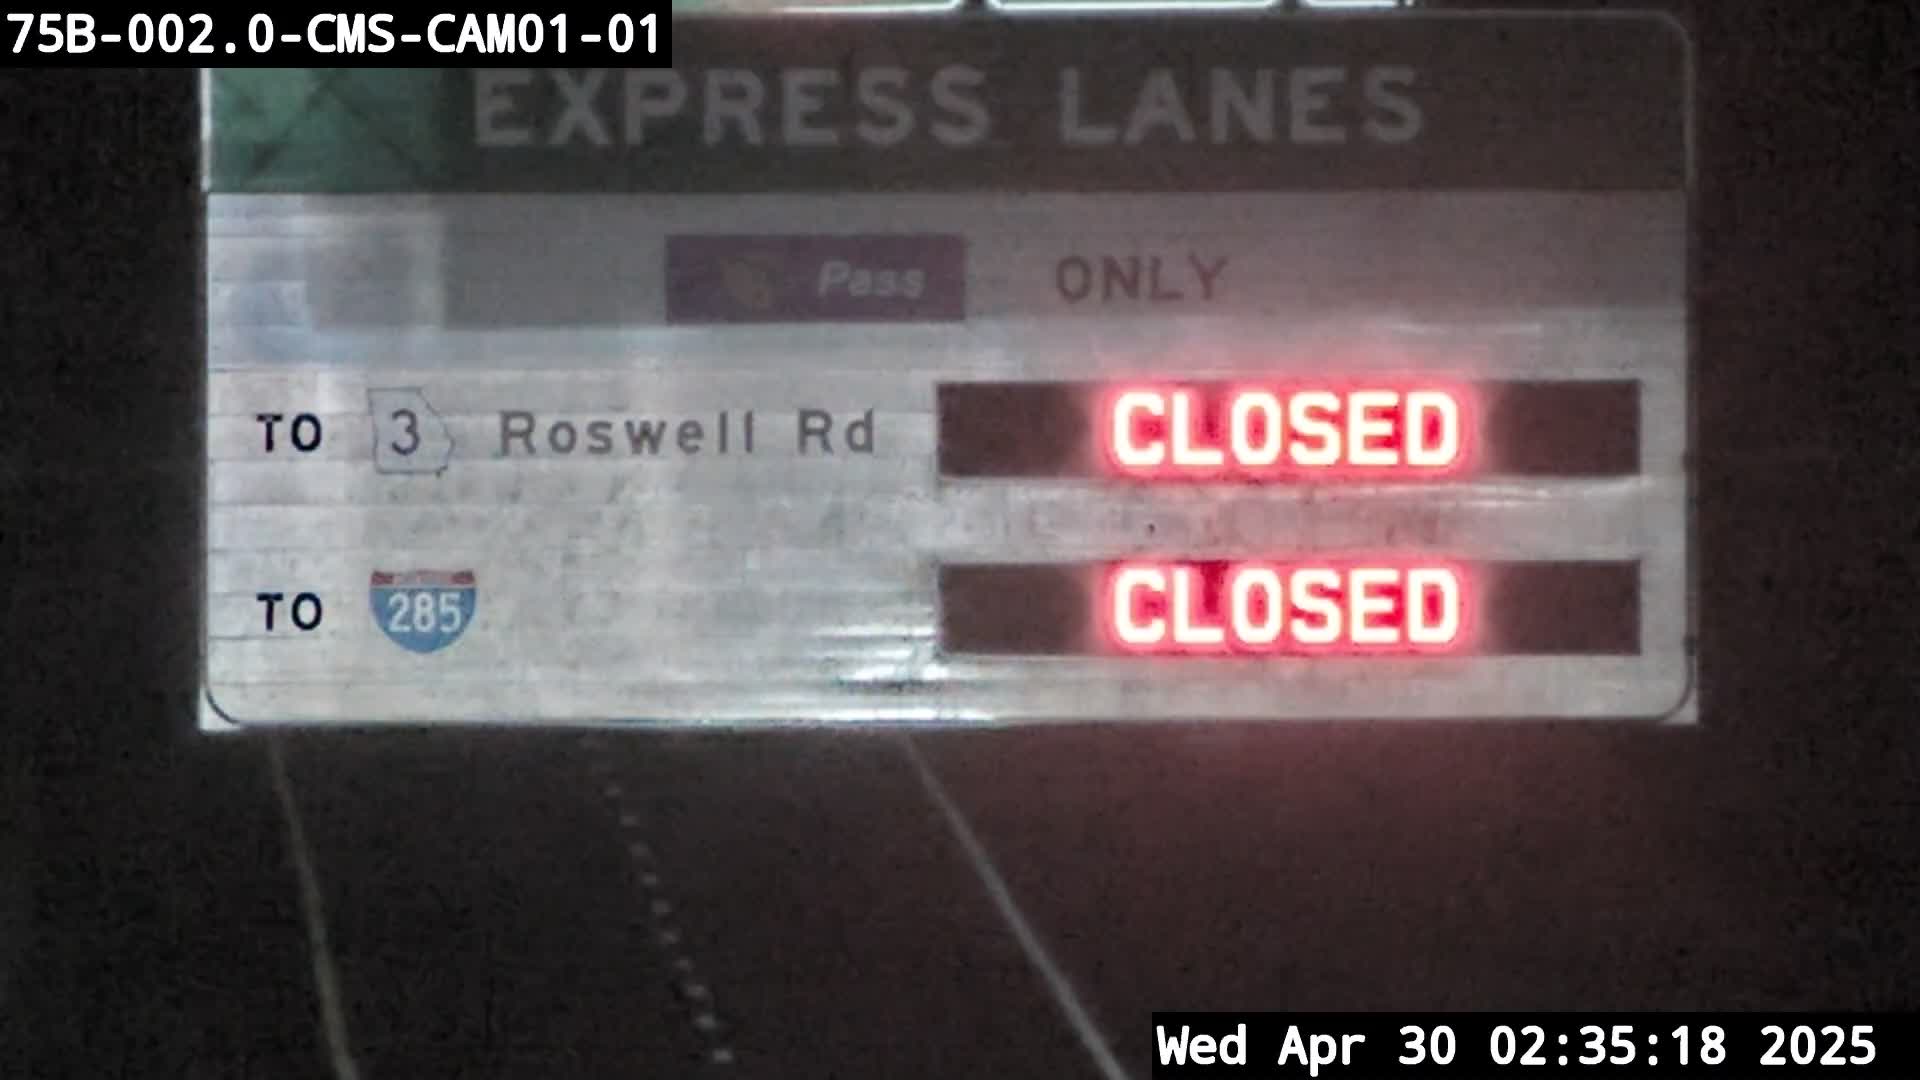 75B-002.0-CMS-CAM01-01
EXPRESS LANES
Pass ONLY
TO 3 Roswell Rd CLOSED
TO 285 CLOSED
Wed Apr 30 02:35:18 2025